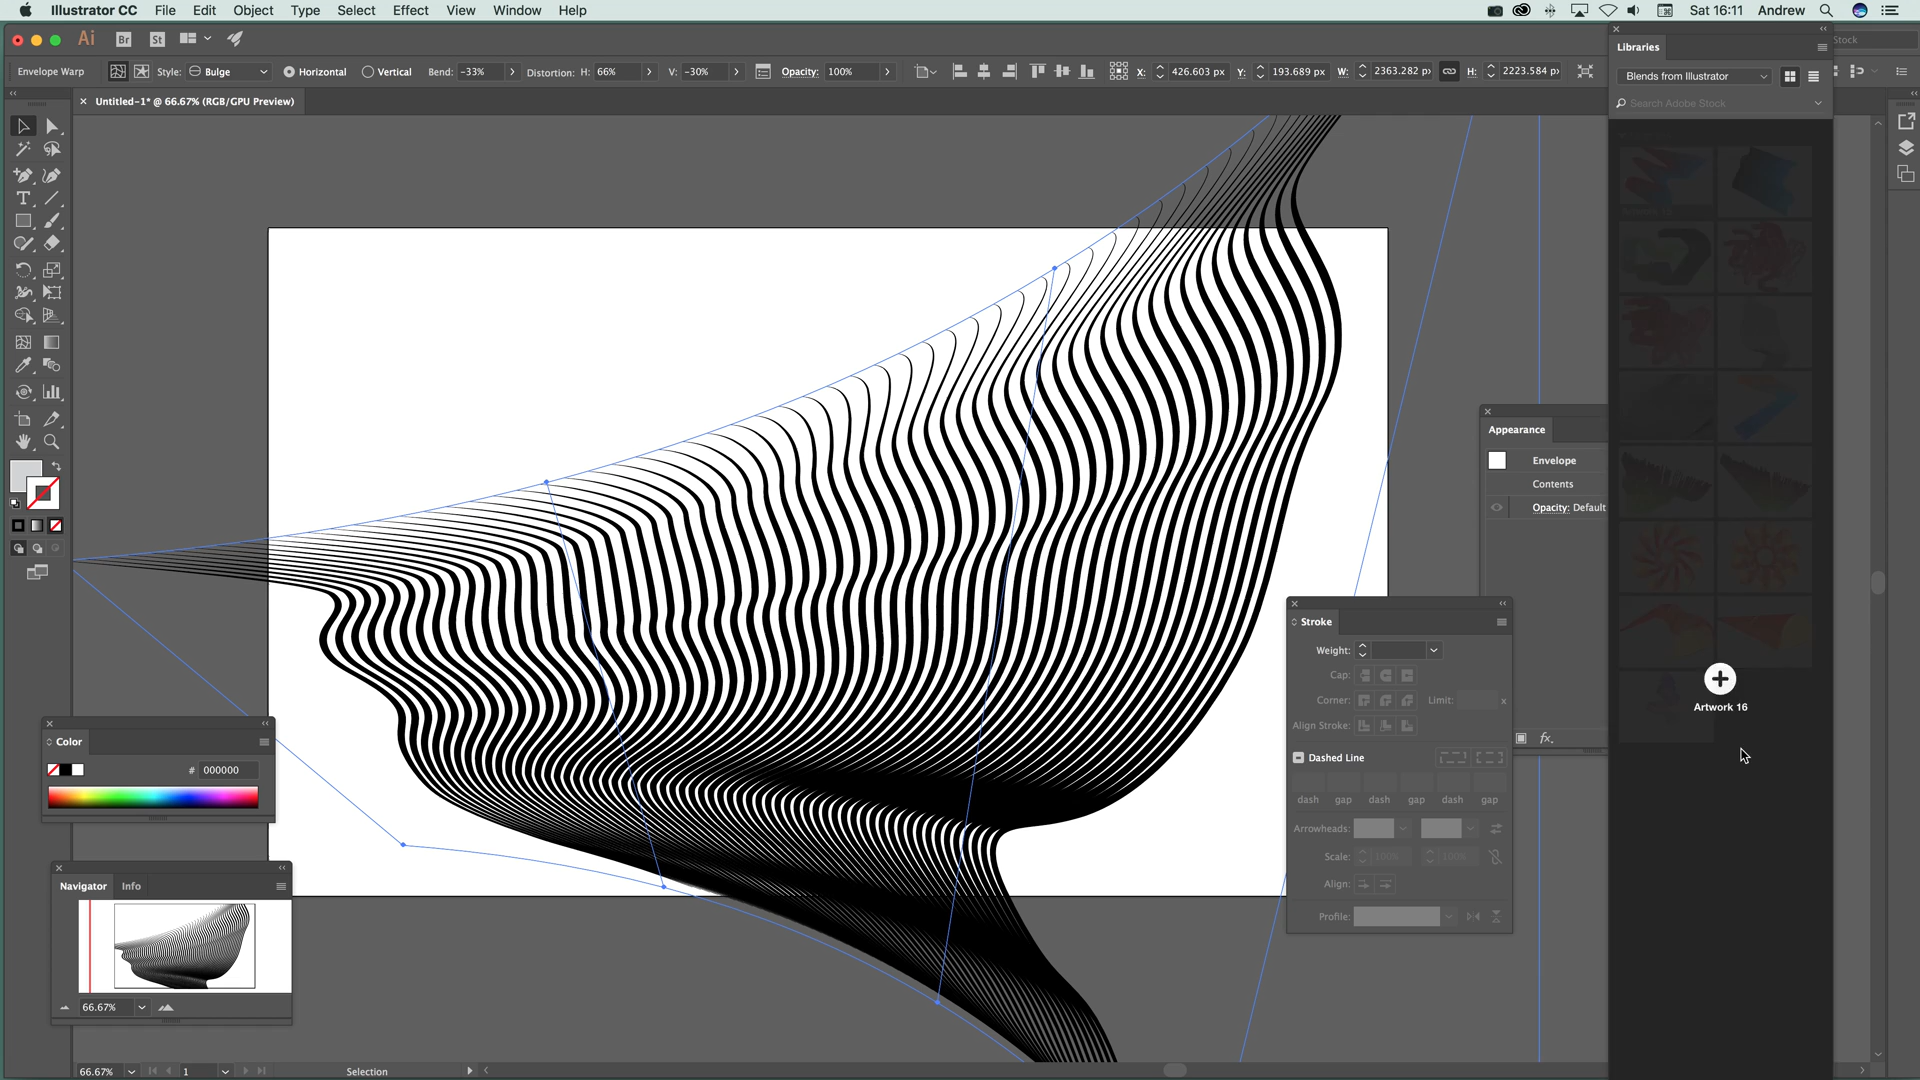 Illustrator CC File Edit Object Type Select Effect View Window Help
Sat 16:11 Andrew
Ai Br St
Stock
Libraries
Envelope Warp Style: Bulge Horizontal Vertical Bend: -33% Distortion: H: 66% V: -30% Opacity: 100% X: 426.603 px Y: 193.689 px W: 2363.282 px H: 2223.584 px
Blends from Illustrator
Untitled-1* @ 66.67% (RGB/GPU Preview)
Search Adobe Stock
Appearance
Envelope
Contents
Opacity: Default
Stroke
Weight:
Cap:
Corner: Limit: x
Align Stroke:
Dashed Line
dash gap dash gap dash gap
Arrowheads:
Scale: 100% 100%
Align:
Profile:
fx.
Artwork 16
Color
# 000000
Navigator Info
66.67%
66.67% 1 Selection